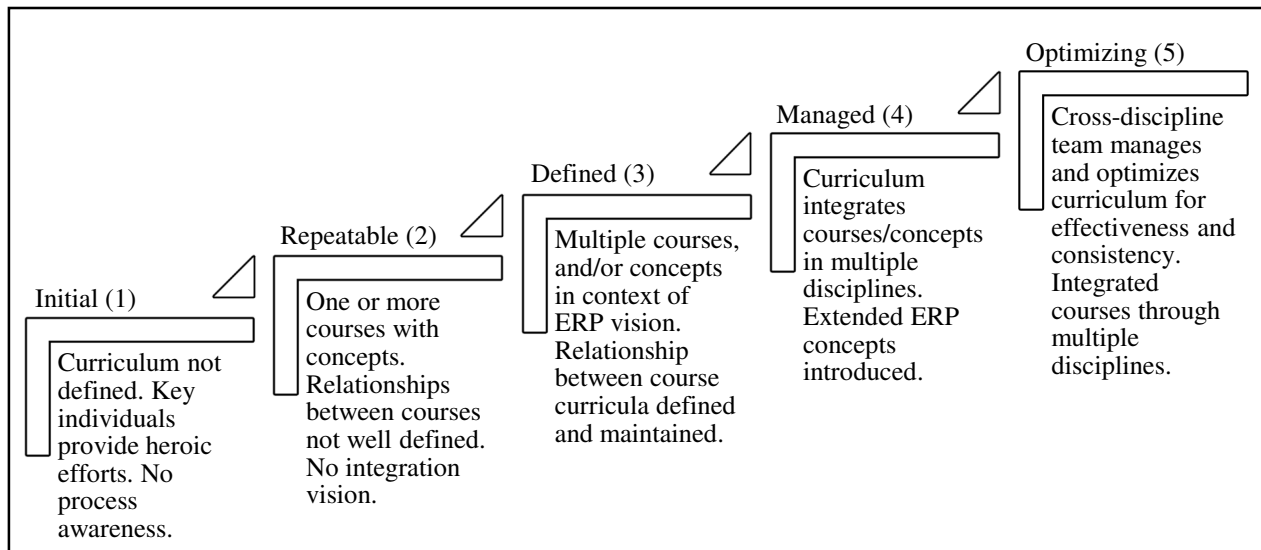 Initial (1)
Curriculum not
defined. Key
individuals
provide heroic
efforts. No
process
awareness.
Repeatable (2)
One or more
courses with
concepts.
Relationships
between courses
not well defined.
No integration
vision.
Defined (3)
Multiple courses,
and/or concepts
in context of
ERP vision.
Relationship
between course
curricula defined
and maintained.
Managed (4)
Curriculum
integrates
courses/concepts
in multiple
disciplines.
Extended ERP
concepts
introduced.
Optimizing (5)
Cross-discipline
team manages
and optimizes
curriculum for
effectiveness and
consistency.
Integrated
courses through
multiple
disciplines.